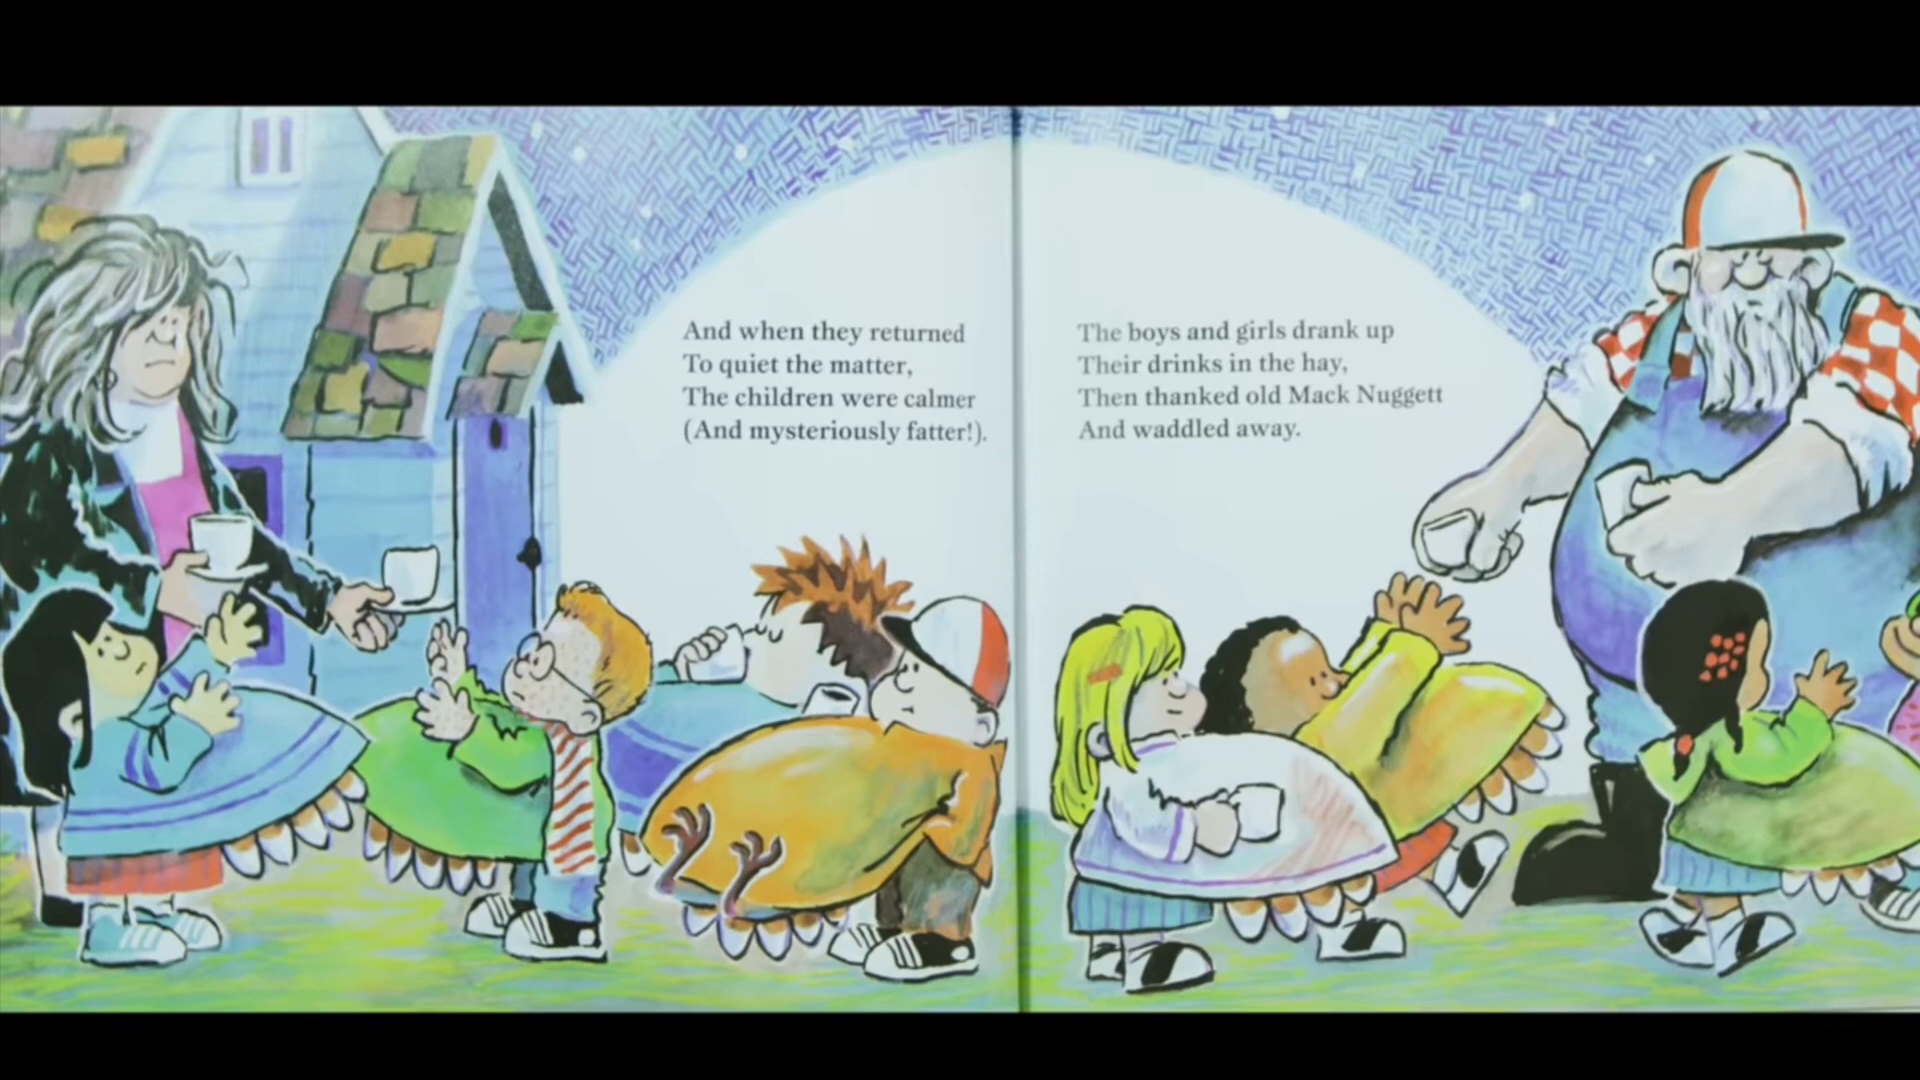 And when they returned
To quiet the matter,
The children were calmer
(And mysteriously fatter!).
The boys and girls drank up
Their drinks in the hay,
Then thanked old Mack Nuggett
And waddled away.